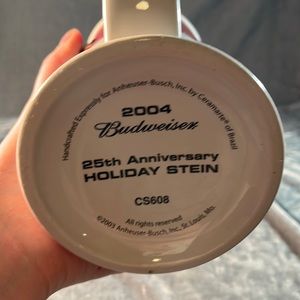 Handcrafted Expressly for Anheuser-Busch, Inc. by Ceramarte® of Brasil
2004
Budweiser
25th Anniversary
HOLIDAY STEIN
CS608
All rights reserved
©2003 Anheuser-Busch, Inc., St. Louis, Mo.